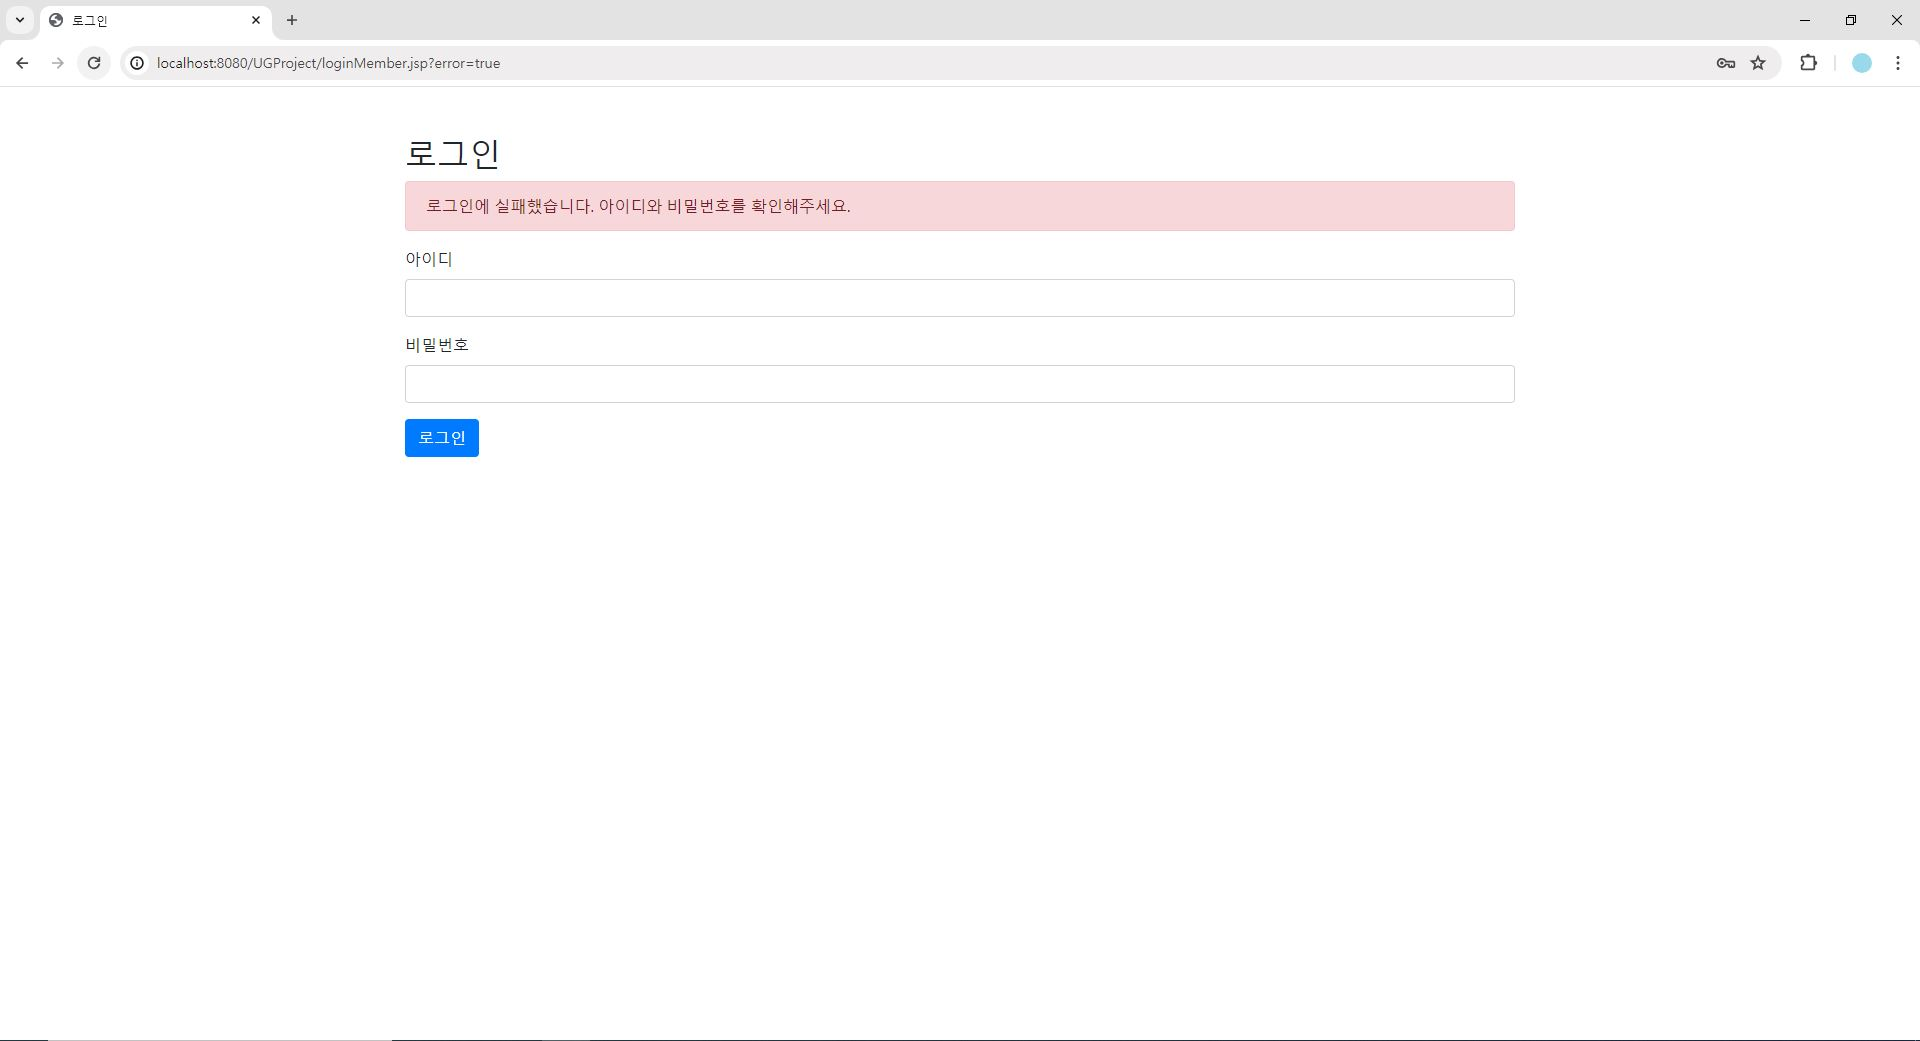 로그인
localhost:8080/UGProject/loginMember.jsp?error=true
로그인
로그인에 실패했습니다. 아이디와 비밀번호를 확인해주세요.
아이디
비밀번호
로그인